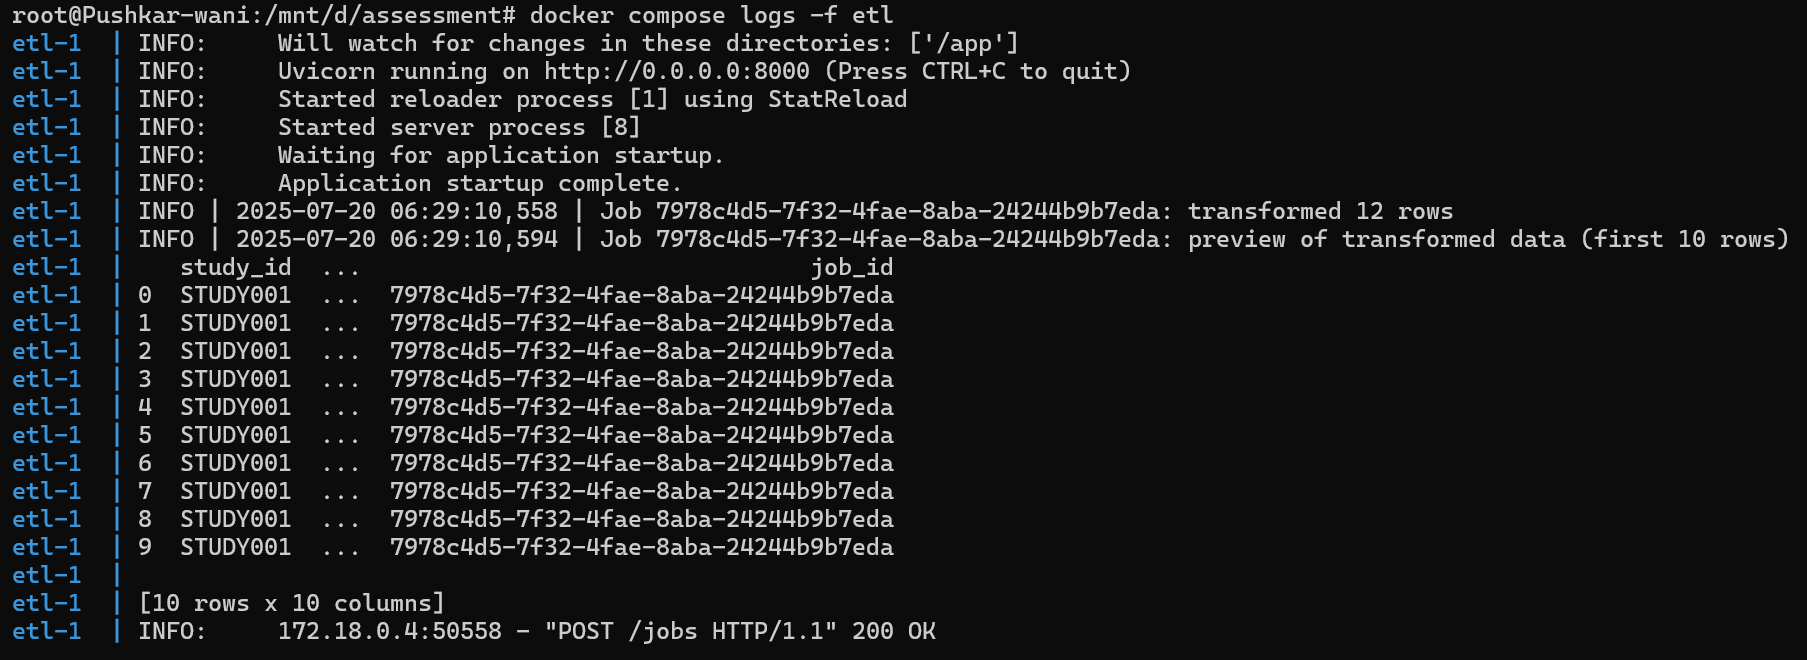 root@Pushkar-wani:/mnt/d/assessment# docker compose logs -f etl
etl-1  | INFO:     Will watch for changes in these directories: ['/app']
etl-1  | INFO:     Uvicorn running on http://0.0.0.0:8000 (Press CTRL+C to quit)
etl-1  | INFO:     Started reloader process [1] using StatReload
etl-1  | INFO:     Started server process [8]
etl-1  | INFO:     Waiting for application startup.
etl-1  | INFO:     Application startup complete.
etl-1  | INFO | 2025-07-20 06:29:10,558 | Job 7978c4d5-7f32-4fae-8aba-24244b9b7eda: transformed 12 rows
etl-1  | INFO | 2025-07-20 06:29:10,594 | Job 7978c4d5-7f32-4fae-8aba-24244b9b7eda: preview of transformed data (first 10 rows)
etl-1  |    study_id  ...                                job_id
etl-1  | 0  STUDY001  ...  7978c4d5-7f32-4fae-8aba-24244b9b7eda
etl-1  | 1  STUDY001  ...  7978c4d5-7f32-4fae-8aba-24244b9b7eda
etl-1  | 2  STUDY001  ...  7978c4d5-7f32-4fae-8aba-24244b9b7eda
etl-1  | 3  STUDY001  ...  7978c4d5-7f32-4fae-8aba-24244b9b7eda
etl-1  | 4  STUDY001  ...  7978c4d5-7f32-4fae-8aba-24244b9b7eda
etl-1  | 5  STUDY001  ...  7978c4d5-7f32-4fae-8aba-24244b9b7eda
etl-1  | 6  STUDY001  ...  7978c4d5-7f32-4fae-8aba-24244b9b7eda
etl-1  | 7  STUDY001  ...  7978c4d5-7f32-4fae-8aba-24244b9b7eda
etl-1  | 8  STUDY001  ...  7978c4d5-7f32-4fae-8aba-24244b9b7eda
etl-1  | 9  STUDY001  ...  7978c4d5-7f32-4fae-8aba-24244b9b7eda
etl-1  |
etl-1  | [10 rows x 10 columns]
etl-1  | INFO:     172.18.0.4:50558 - "POST /jobs HTTP/1.1" 200 OK